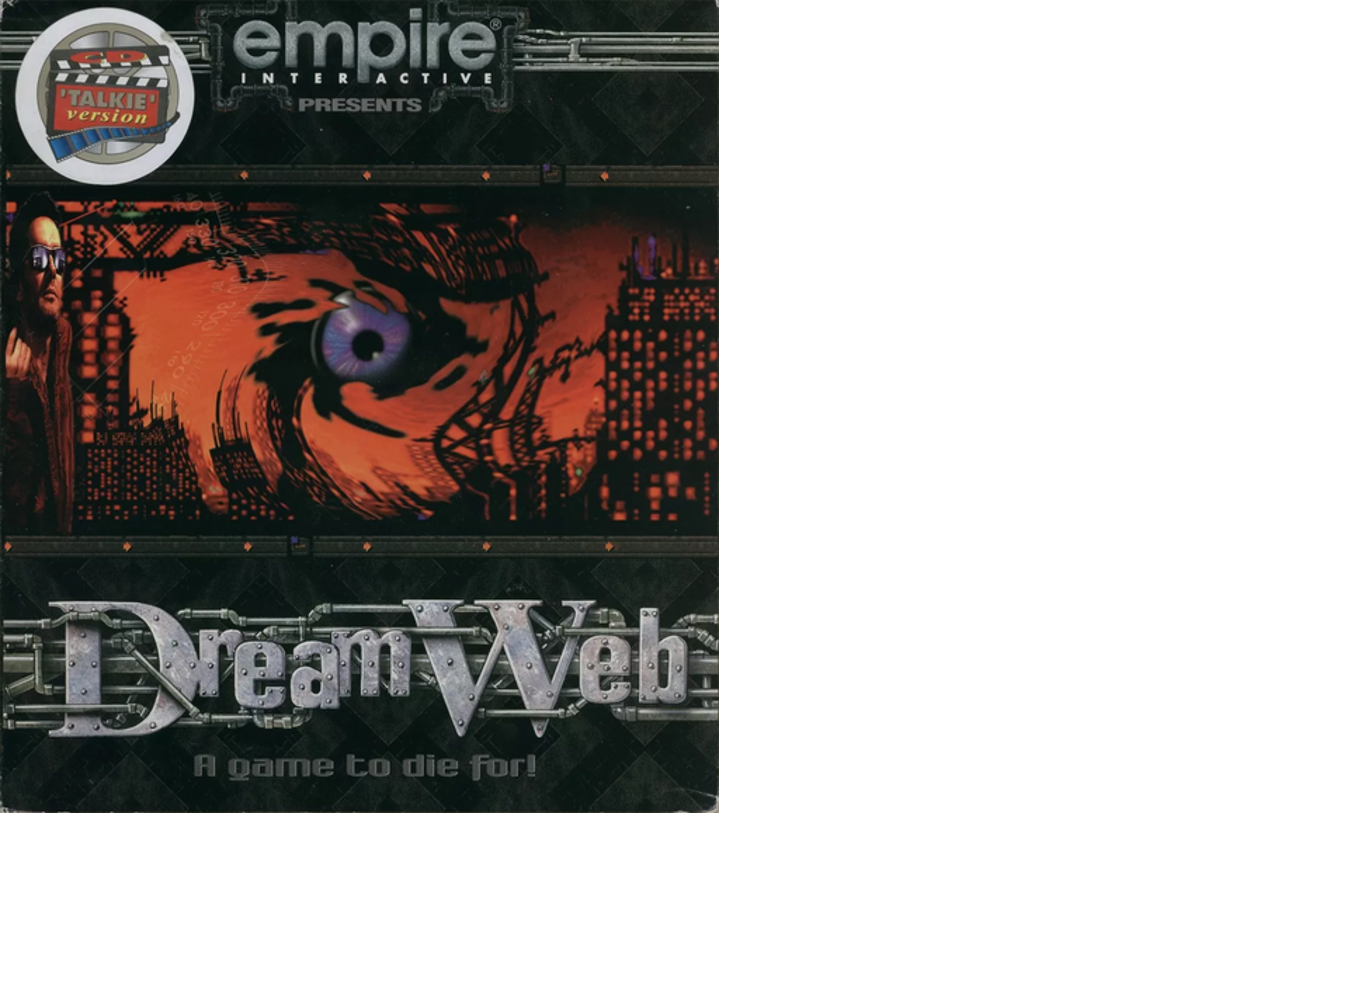 CD
'TALKIE'
version
empire®
INTERACTIVE
PRESENTS
DreamWeb
A game to die for!